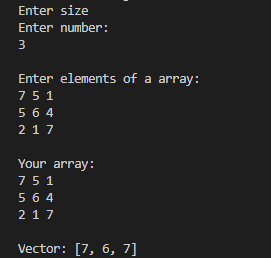 Enter size
Enter number:
3
Enter elements of a array:
7 5 1
5 6 4
2 1 7
Your array:
7 5 1
5 6 4
2 1 7
Vector: [7, 6, 7]